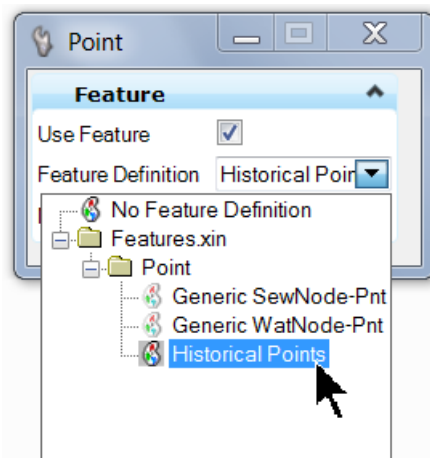 Point
Feature
Use Feature
Feature Definition Historical Poin
No Feature Definition
Features.xin
Point
Generic SewNode-Pnt
Generic WatNode-Pnt
Historical Points